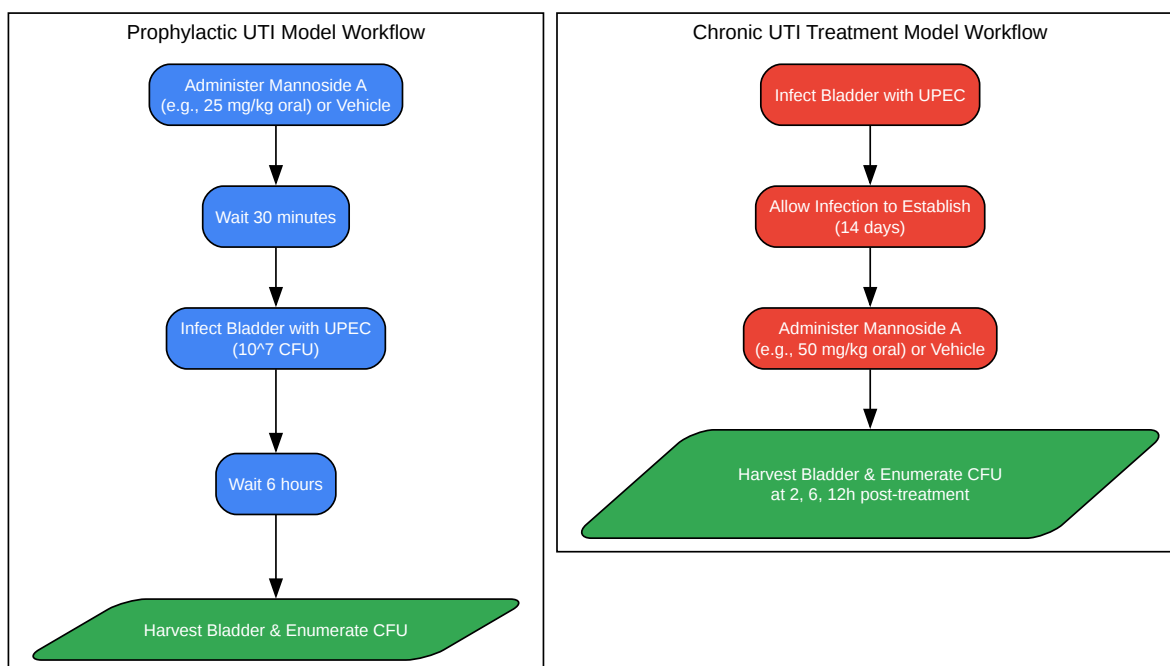 Prophylactic UTI Model Workflow
Administer Mannoside A
(e.g., 25 mg/kg oral) or Vehicle
Wait 30 minutes
Infect Bladder with UPEC
(10^7 CFU)
Wait 6 hours
Harvest Bladder & Enumerate CFU
Chronic UTI Treatment Model Workflow
Infect Bladder with UPEC
Allow Infection to Establish
(14 days)
Administer Mannoside A
(e.g., 50 mg/kg oral) or Vehicle
Harvest Bladder & Enumerate CFU
at 2, 6, 12h post-treatment